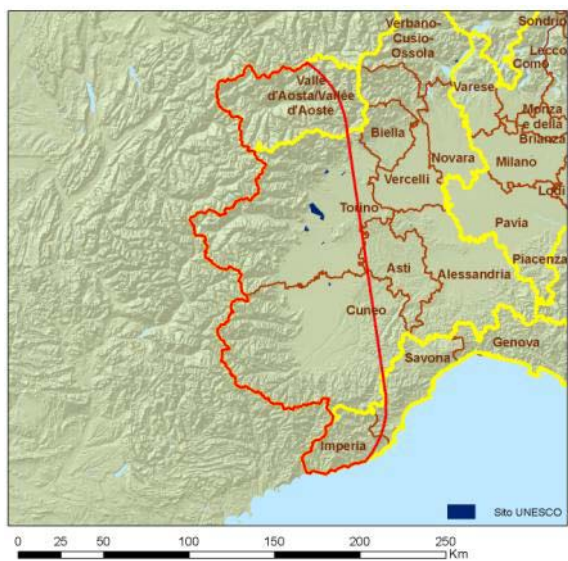 Verbano-
Cusio-
Ossola
Sondrio
Lecco
Como
Valle
d'Aosta/Vallée
d'Aoste
Varese
Monza
e della
Brianza
Biella
Novara
Milano
Vercelli
Lodi
Torino
Pavia
Piacenza
Asti
Alessandria
Cuneo
Genova
Savona
Imperia
Sito UNESCO
0 25 50 100 150 200 250
Km